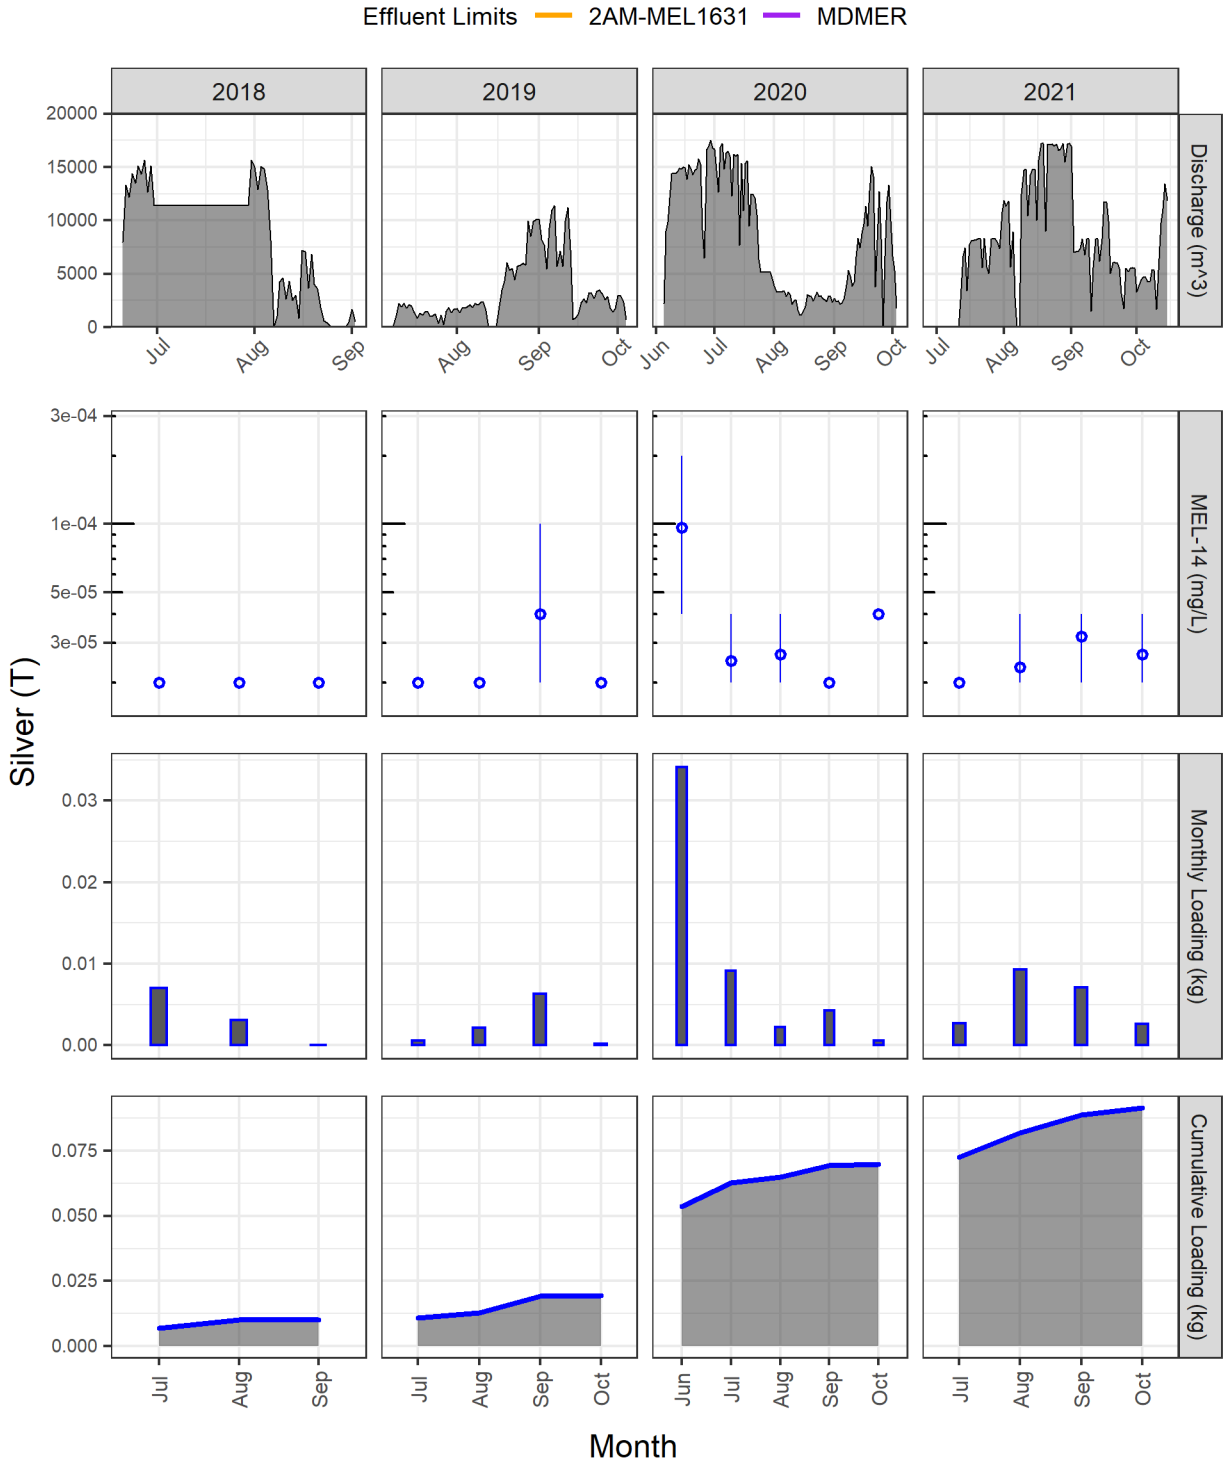 Effluent Limits 2AM-MEL1631 MDMER
2018 2019 2020 2021
20000
15000
10000
5000
0
Discharge (m^3)
Jul Aug Sep Aug Sep Oct Jun Jul Aug Sep Oct Jul Aug Sep Oct
3e-04
1e-04
5e-05
3e-05
MEL-14 (mg/L)
Silver (T)
0.03
0.02
0.01
0.00
Monthly Loading (kg)
0.075
0.050
0.025
0.000
Cumulative Loading (kg)
Jul Aug Sep Jul Aug Sep Oct Jun Jul Aug Sep Oct Jul Aug Sep Oct
Month